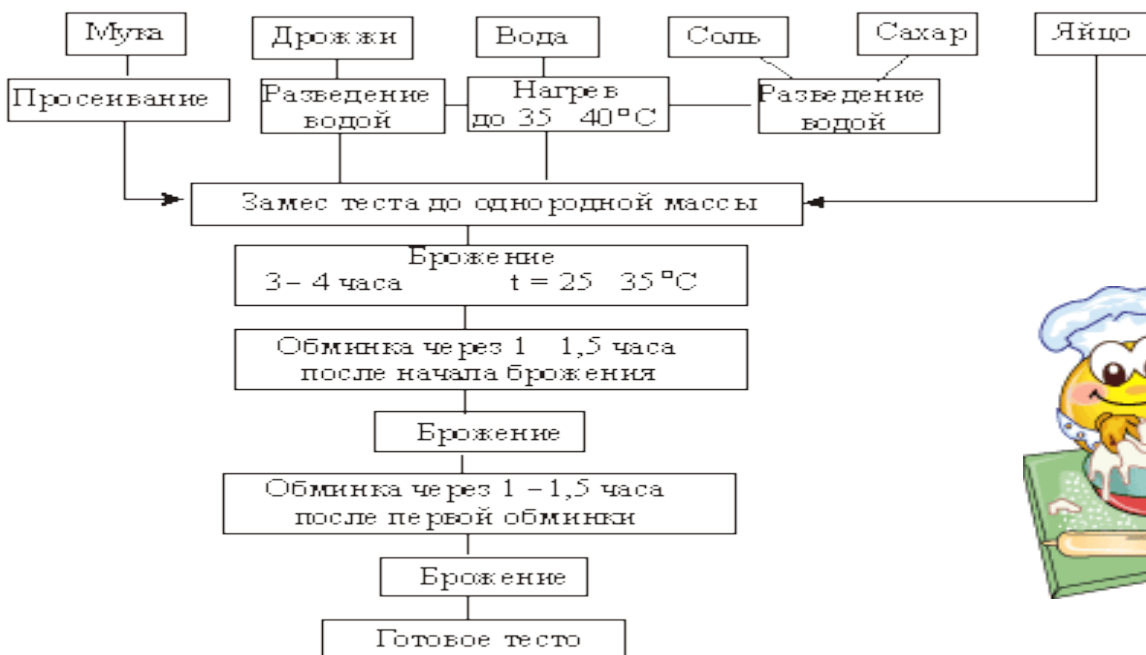 Мука Дрожжи Вода Соль Сахар Яйцо
Просеивание
Разведение
водой
Нагрев
до 35 40°С
Разведение
водой
Замес теста до однородной массы
Брожение
3 – 4 часа t = 25 35°С
Обминка через 1 1,5 часа
после начала брожения
Брожение
Обминка через 1 – 1,5 часа
после первой обминки
Брожение
Готовое тесто